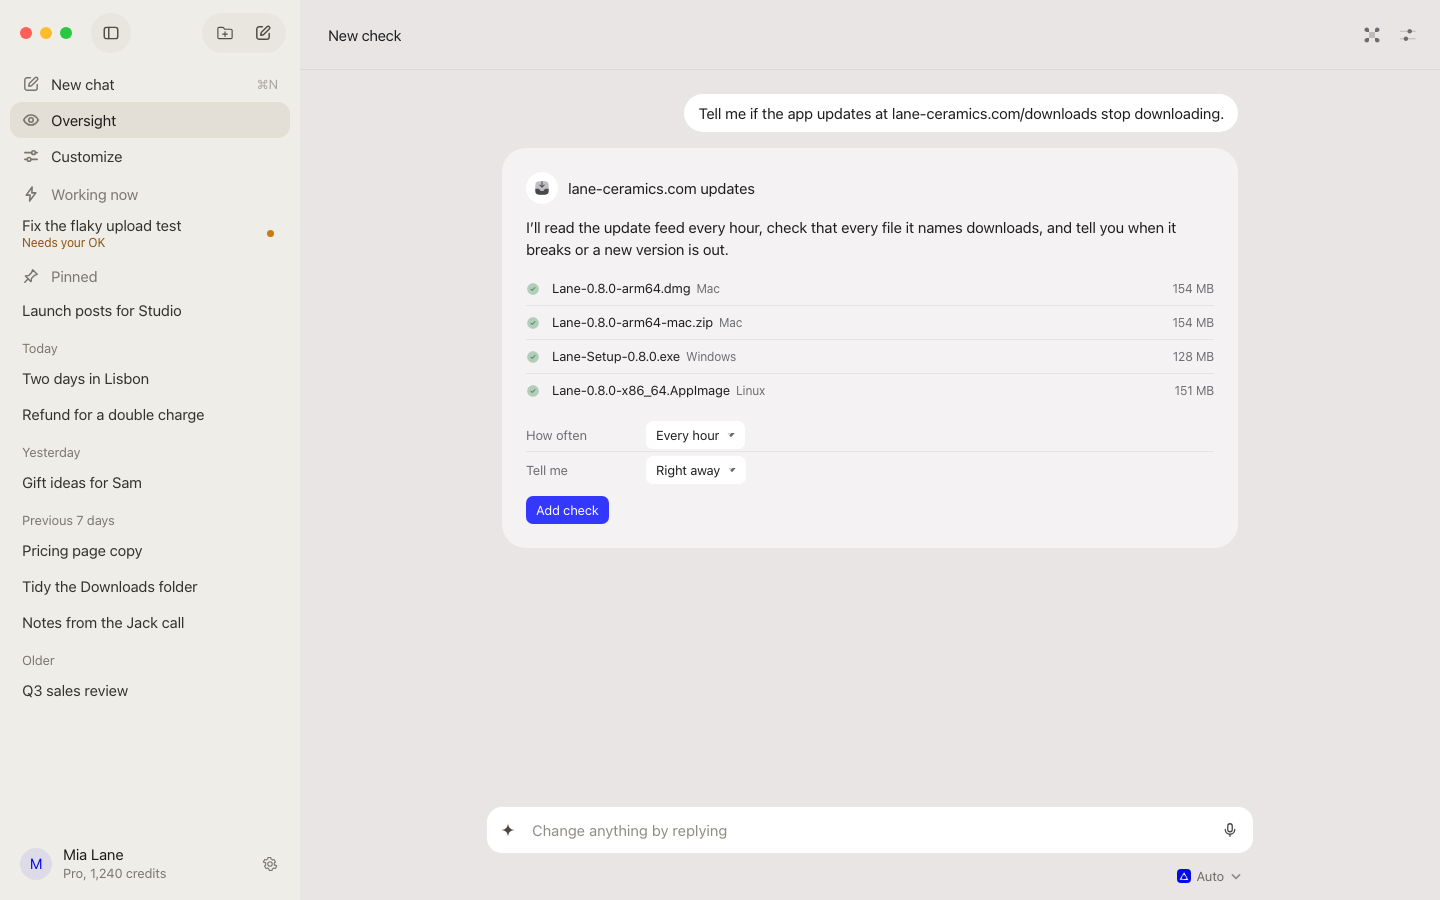 New chat
⌘N
Oversight
Customize
Working now
Fix the flaky upload test
Needs your OK
Pinned
Launch posts for Studio
Today
Two days in Lisbon
Refund for a double charge
Yesterday
Gift ideas for Sam
Previous 7 days
Pricing page copy
Tidy the Downloads folder
Notes from the Jack call
Older
Q3 sales review
M
Mia Lane
Pro, 1,240 credits
New check
Tell me if the app updates at lane-ceramics.com/downloads stop downloading.
lane-ceramics.com updates
I’ll read the update feed every hour, check that every file it names downloads, and tell you when it
breaks or a new version is out.
Lane-0.8.0-arm64.dmg Mac 154 MB
Lane-0.8.0-arm64-mac.zip Mac 154 MB
Lane-Setup-0.8.0.exe Windows 128 MB
Lane-0.8.0-x86_64.AppImage Linux 151 MB
How often Every hour
Tell me Right away
Add check
Change anything by replying
Auto